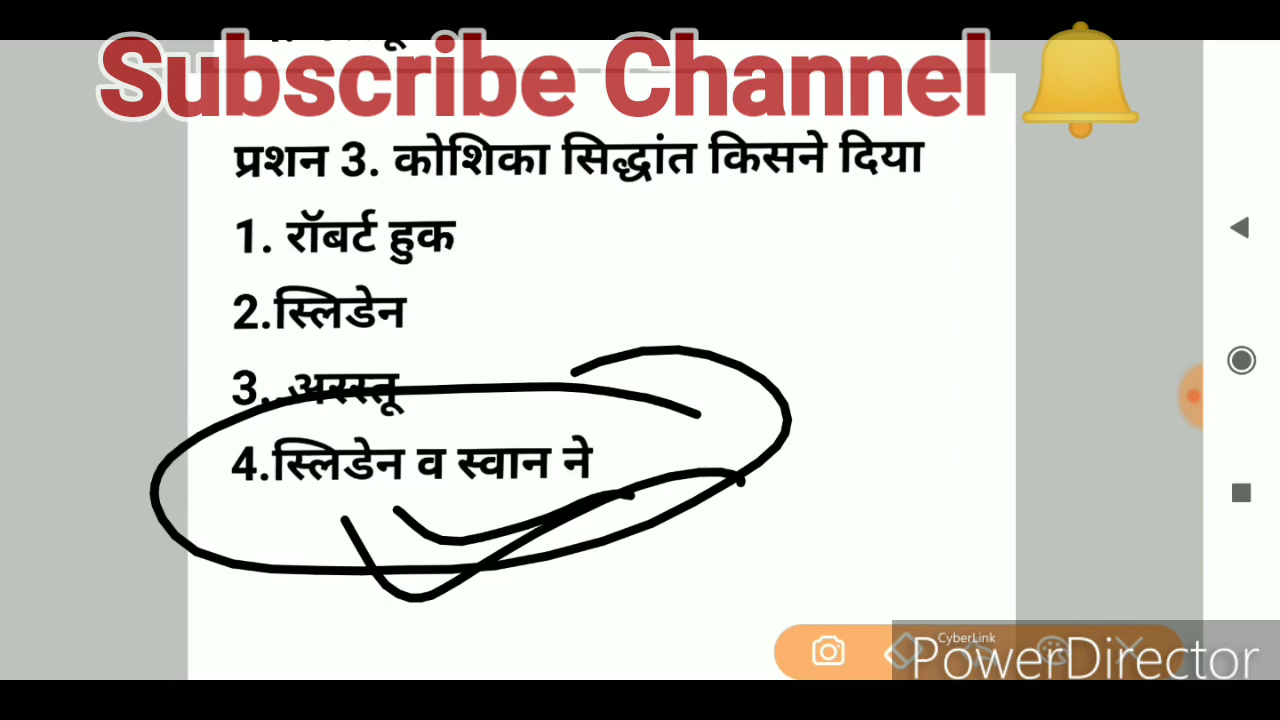 Subscribe Channel
प्रशन 3. कोशिका सिद्धांत किसने दिया
1. रॉबर्ट हुक
2.स्लिडेन
3. अरस्तू
4.स्लिडेन व स्वान ने
CyberLink
PowerDirector